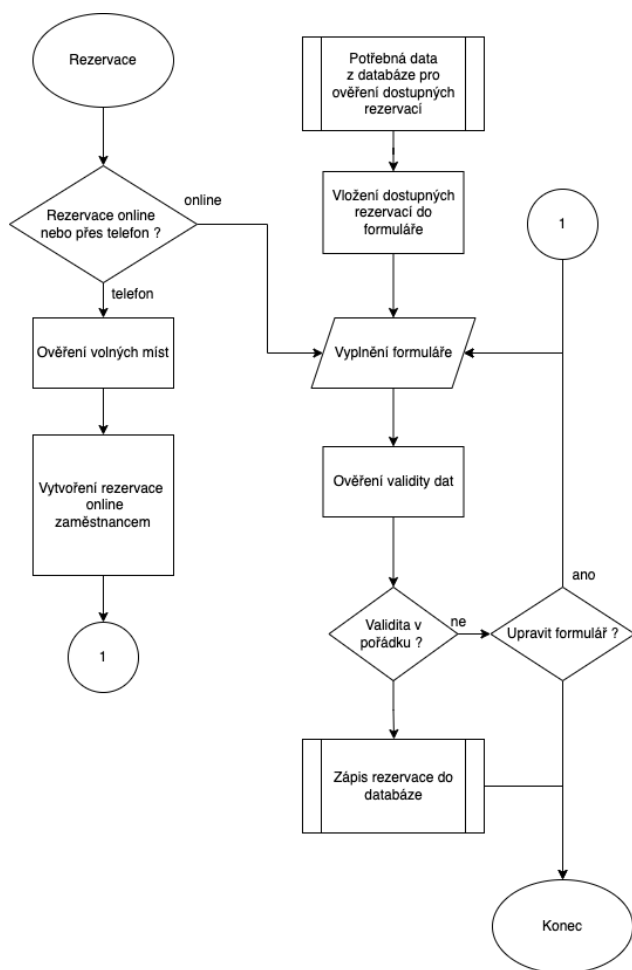 Rezervace
Potřebná data
z databáze pro
ověření dostupných
rezervací
online
Rezervace online
nebo přes telefon ?
Vložení dostupných
rezervací do
formuláře
1
telefon
Ověření volných míst
Vyplnění formuláře
Vytvoření rezervace
online
zaměstnancem
Ověření validity dat
ano
1
Validita v
pořádku ?
ne
Upravit formulář ?
Zápis rezervace do
databáze
Konec